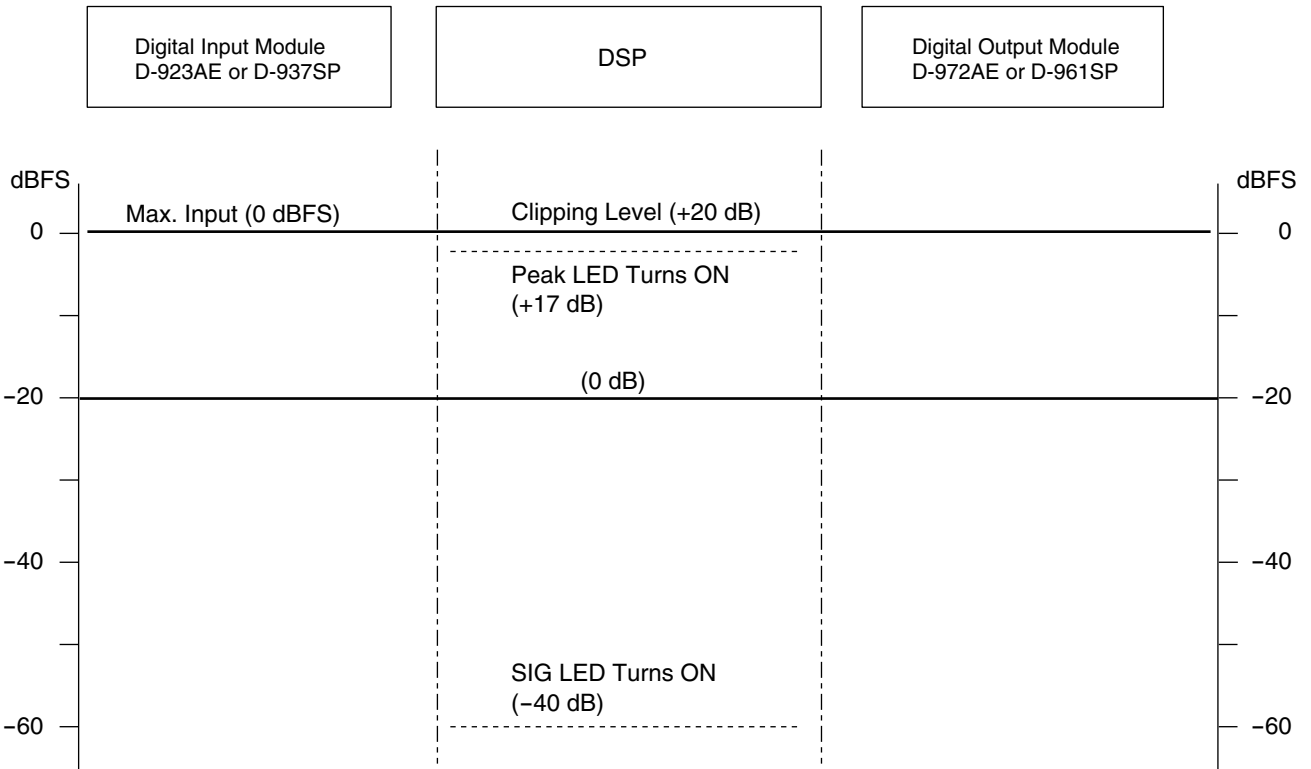 Digital Input Module
D-923AE or D-937SP
DSP
Digital Output Module
D-972AE or D-961SP
dBFS
dBFS
Max. Input (0 dBFS)
Clipping Level (+20 dB)
0
0
Peak LED Turns ON
(+17 dB)
(0 dB)
−20
−20
−40
−40
SIG LED Turns ON
(−40 dB)
−60
−60